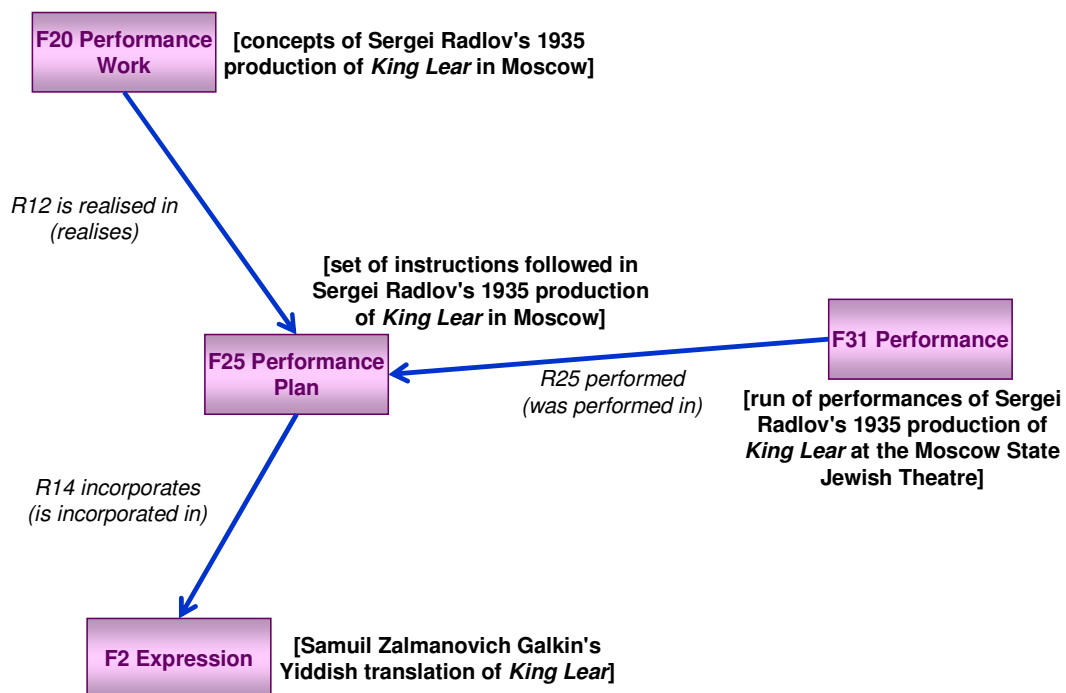 F20 Performance
Work
[concepts of Sergei Radlov's 1935
production of King Lear in Moscow]
R12 is realised in
(realises)
[set of instructions followed in
Sergei Radlov's 1935 production
of King Lear in Moscow]
F25 Performance
Plan
F31 Performance
R25 performed
(was performed in)
[run of performances of Sergei
Radlov's 1935 production of
King Lear at the Moscow State
Jewish Theatre]
R14 incorporates
(is incorporated in)
F2 Expression
[Samuil Zalmanovich Galkin's
Yiddish translation of King Lear]